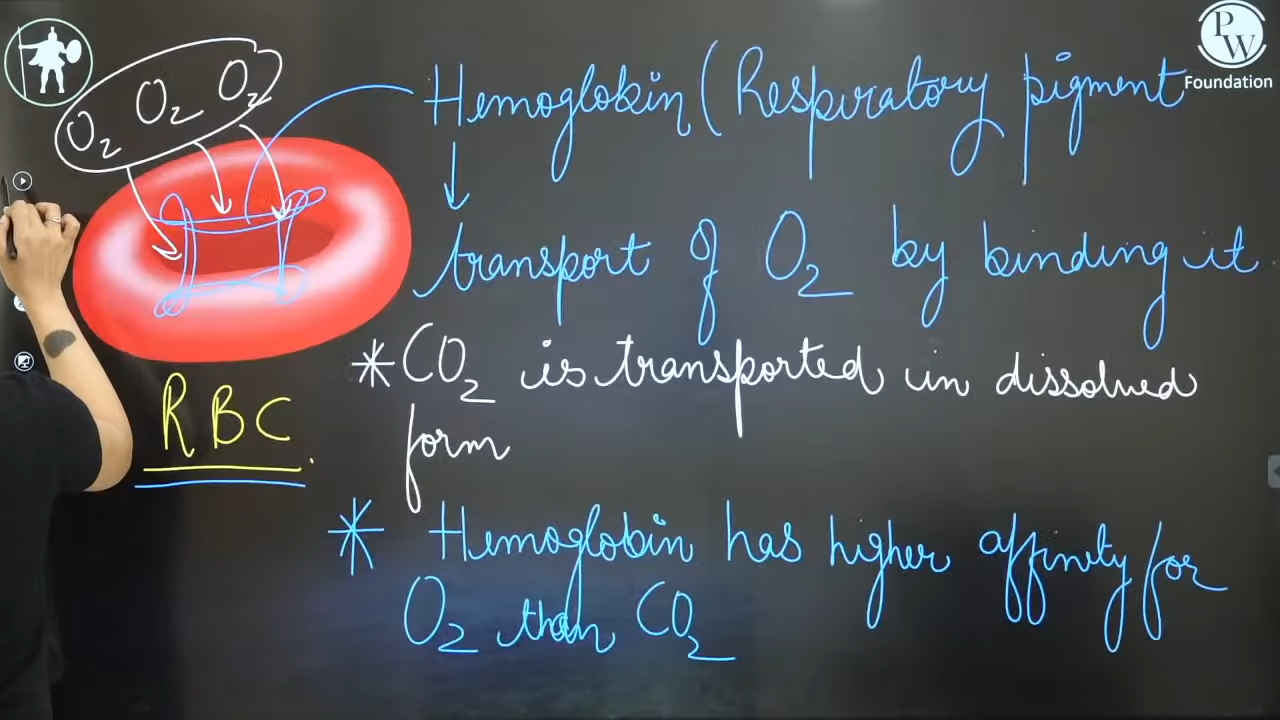 O2 O2 O2
Hemoglobin (Respiratory pigment
transport of O2 by binding it
*CO2 is transported in dissolved
form
RBC
* Hemoglobin has higher affinity for
O2 than CO2
PW
Foundation